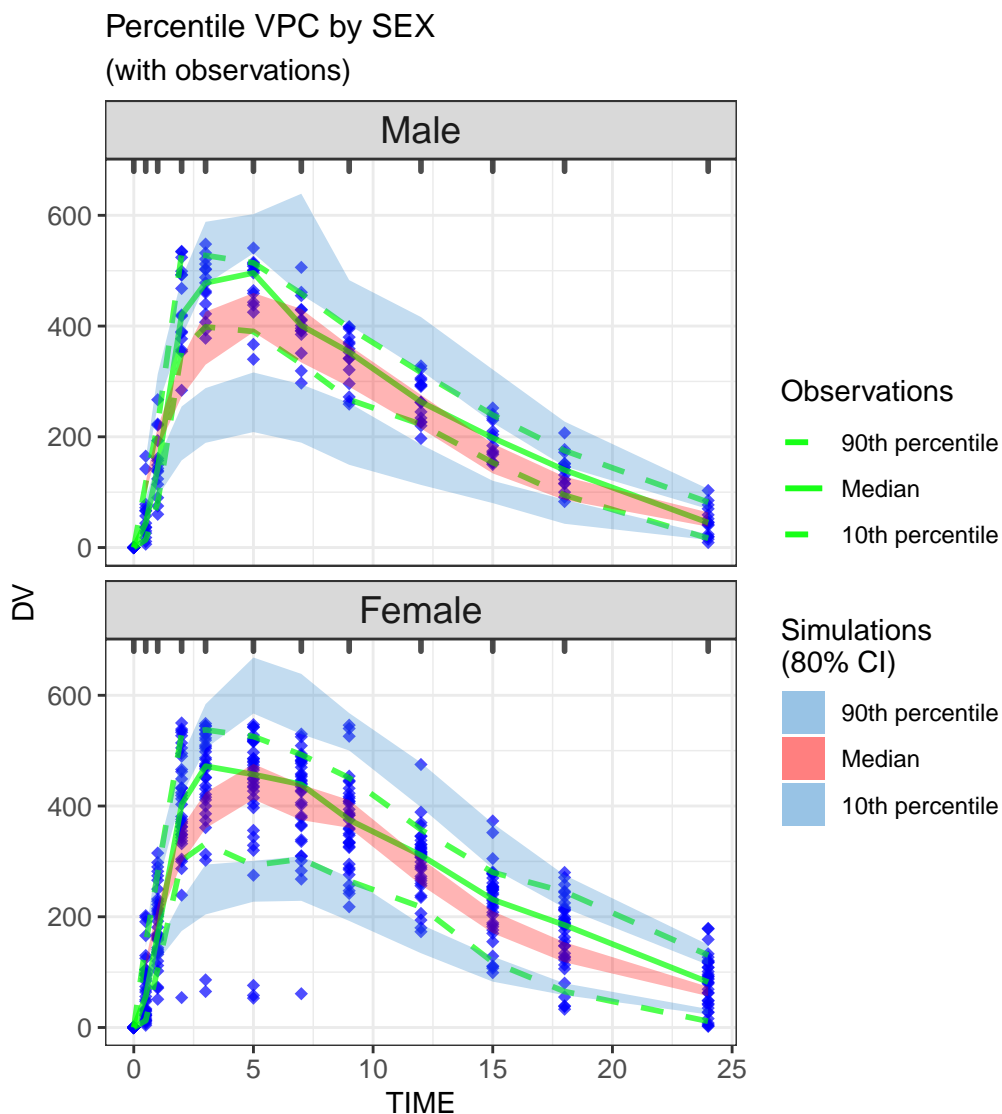 Percentile VPC by SEX
(with observations)
Male
600
400
200
0
Female
600
400
200
0
0 5 10 15 20 25
TIME
DV
Observations
90th percentile
Median
10th percentile
Simulations
(80% CI)
90th percentile
Median
10th percentile